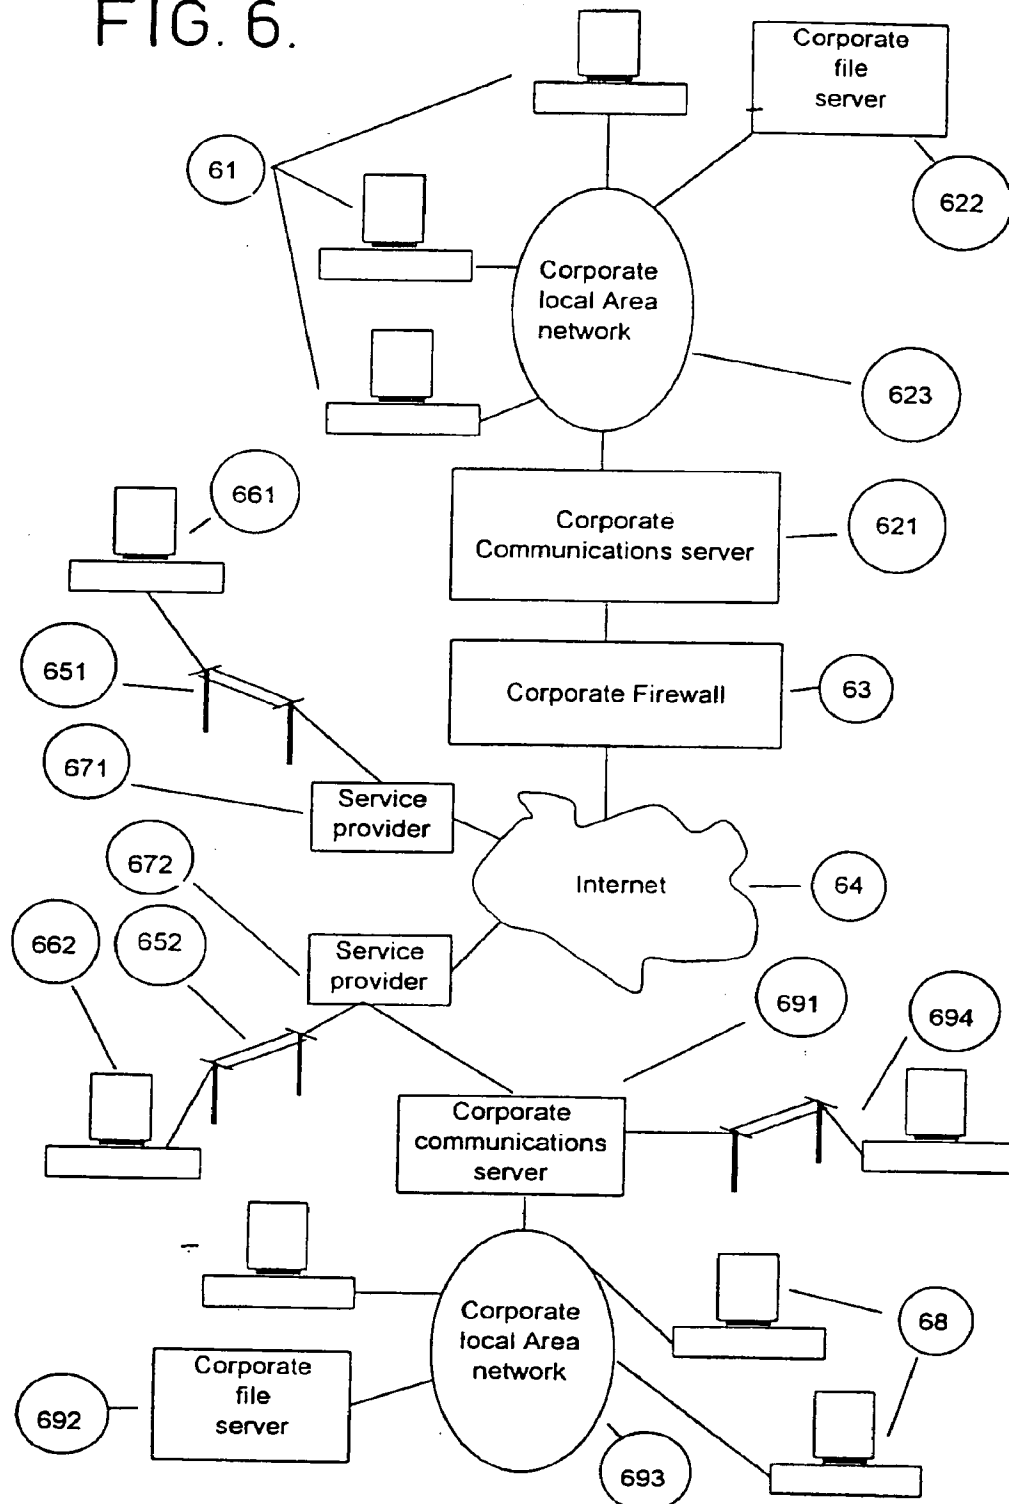 FIG. 6.
Corporate
file
server
61
622
Corporate
local Area
network
623
661
Corporate
Communications server
621
651
Corporate Firewall
63
671
Service
provider
672
Internet
64
662
652
Service
provider
691
694
Corporate
communications
server
Corporate
local Area
network
68
Corporate
file
server
692
693